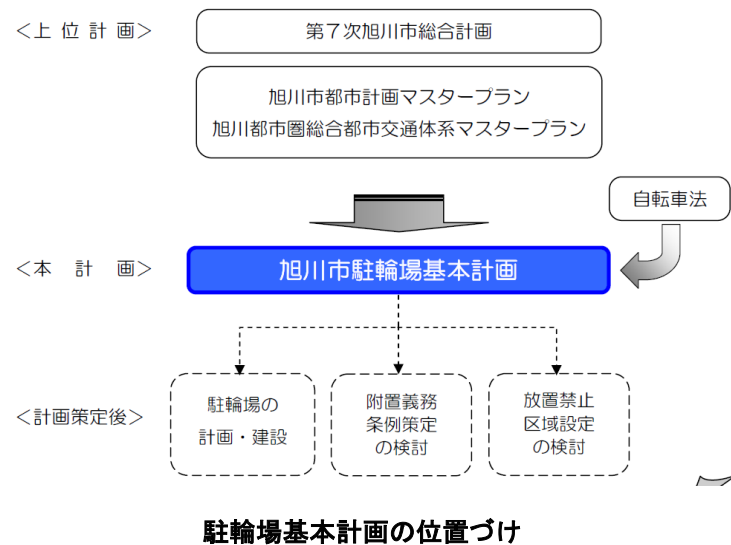 ＜上 位 計 画＞
第７次旭川市総合計画
旭川市都市計画マスタープラン
旭川都市圏総合都市交通体系マスタープラン
自転車法
＜本 計 画＞
旭川市駐輪場基本計画
＜計画策定後＞
駐輪場の
計画・建設
附置義務
条例策定
の検討
放置禁止
区域設定
の検討
駐輪場基本計画の位置づけ